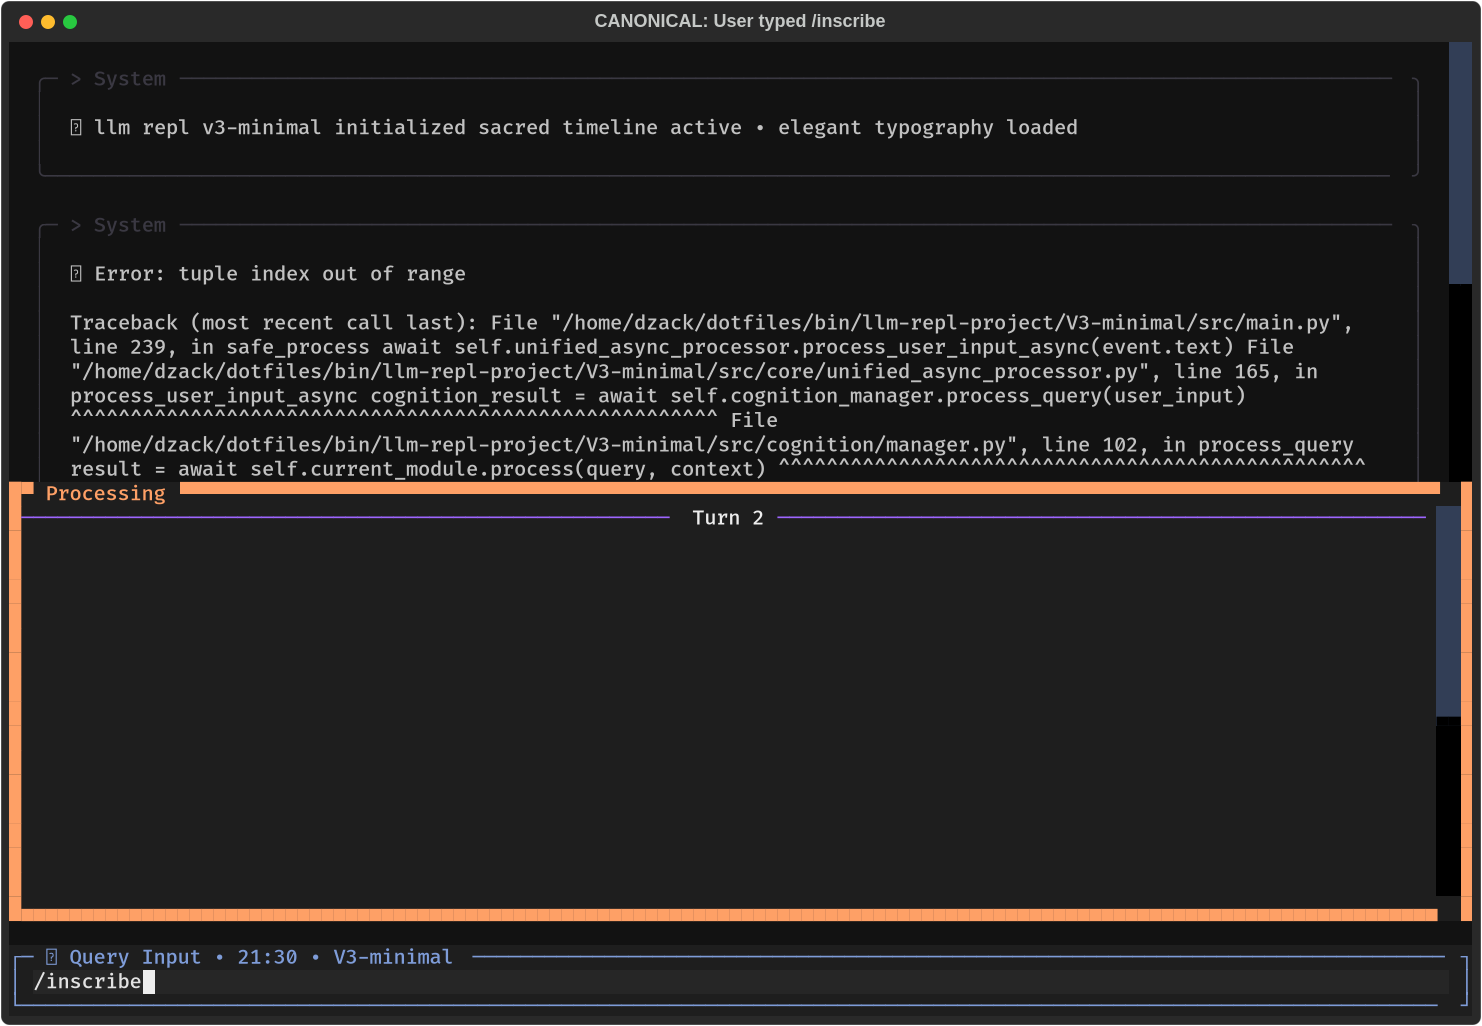 CANONICAL: User typed /inscribe
> System
llm repl v3-minimal initialized sacred timeline active • elegant typography loaded
> System
Error: tuple index out of range
Traceback (most recent call last): File "/home/dzack/dotfiles/bin/llm-repl-project/V3-minimal/src/main.py",
line 239, in safe_process await self.unified_async_processor.process_user_input_async(event.text) File
"/home/dzack/dotfiles/bin/llm-repl-project/V3-minimal/src/core/unified_async_processor.py", line 165, in
process_user_input_async cognition_result = await self.cognition_manager.process_query(user_input)
^^^^^^^^^^^^^^^^^^^^^^^^^^^^^^^^^^^^^^^^^^^^^^^^^^^^^^ File
"/home/dzack/dotfiles/bin/llm-repl-project/V3-minimal/src/cognition/manager.py", line 102, in process_query
result = await self.current_module.process(query, context) ^^^^^^^^^^^^^^^^^^^^^^^^^^^^^^^^^^^^^^^^^^^^^^^^^
Processing
Turn 2
Query Input • 21:30 • V3-minimal
/inscribe